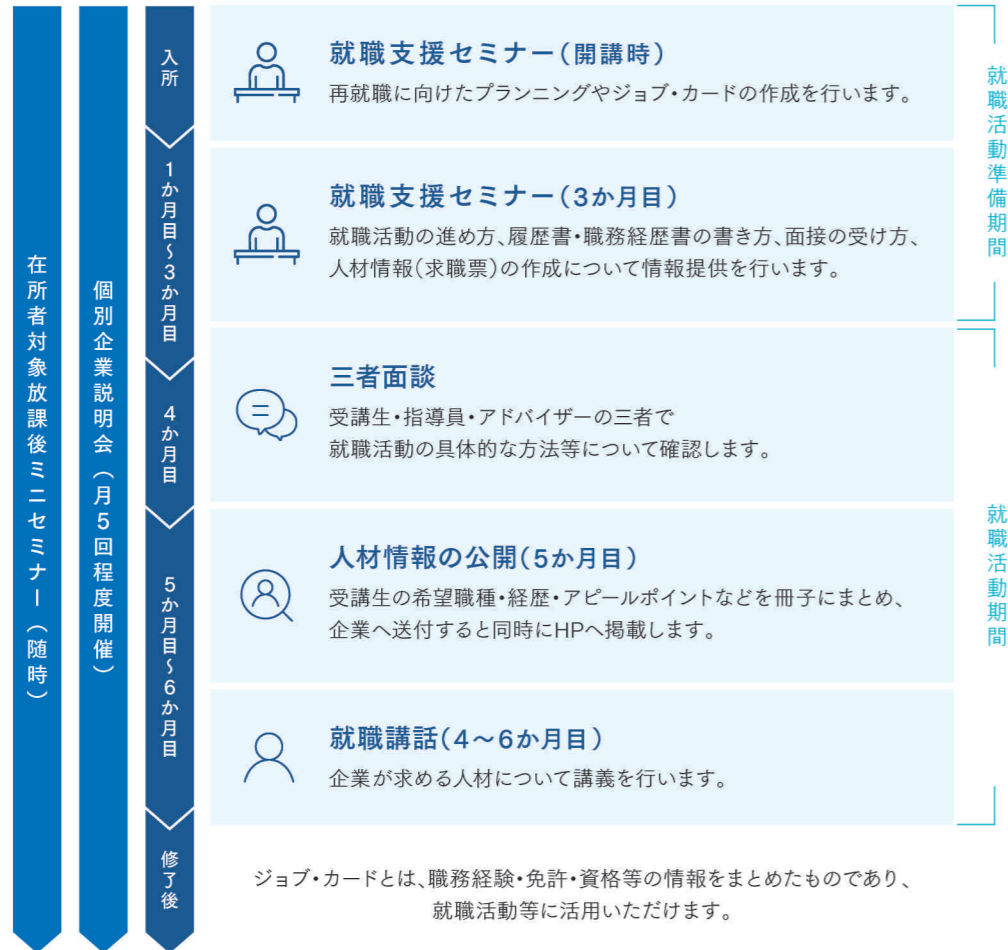 在所者対象放課後ミニセミナー（随時）
個別企業説明会（月5回程度開催）
入所
就職支援セミナー（開講時）
再就職に向けたプランニングやジョブ・カードの作成を行います。
1か月目～3か月目
就職支援セミナー（3か月目）
就職活動の進め方、履歴書・職務経歴書の書き方、面接の受け方、
人材情報（求職票）の作成について情報提供を行います。
就職活動準備期間
4か月目
三者面談
受講生・指導員・アドバイザーの三者で
就職活動の具体的な方法等について確認します。
5か月目～6か月目
人材情報の公開（5か月目）
受講生の希望職種・経歴・アピールポイントなどを冊子にまとめ、
企業へ送付すると同時にHPへ掲載します。
就職講話（4～6か月目）
企業が求める人材について講義を行います。
就職活動期間
修了後
ジョブ・カードとは、職務経験・免許・資格等の情報をまとめたものであり、
就職活動等に活用いただけます。